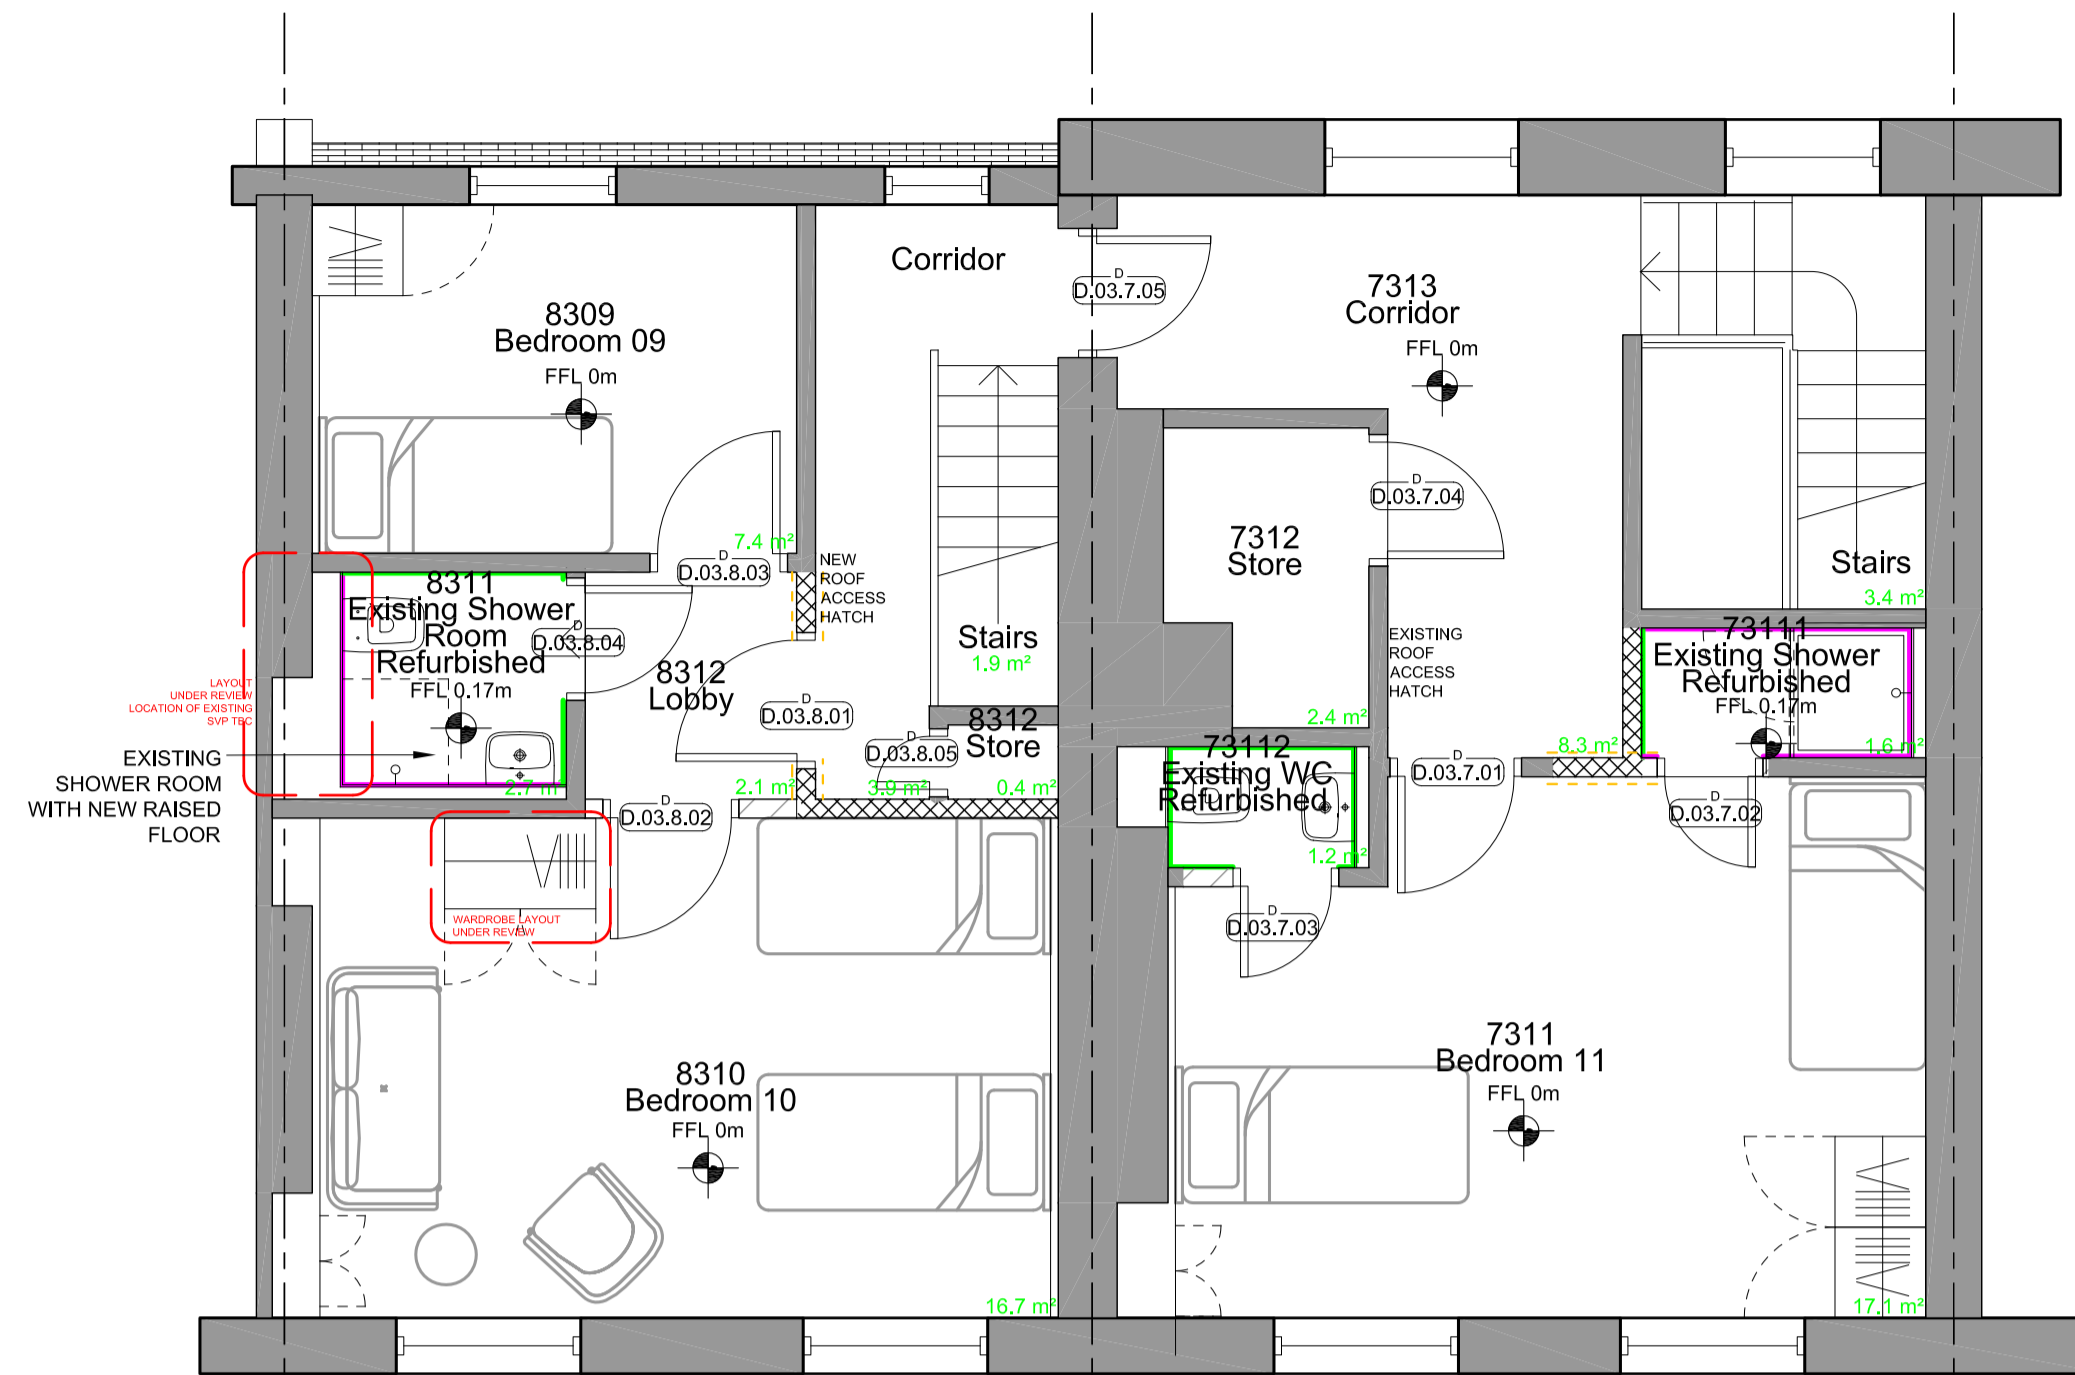 Corridor
D
D.03.7.05
7313
Corridor
FFL 0m
8309
Bedroom 09
FFL 0m
7.4 m²
D
D.03.8.03
D
D.03.7.04
7312
Store
2.4 m²
Stairs
3.4 m²
NEW
ROOF
ACCESS
HATCH
8311
Existing Shower
Room
Refurbished
FFL 0.17m
2.7 m
D
D.03.8.04
8312
Lobby
2.1 m²
D
D.03.8.01
Stairs
1.9 m²
8312
Store
0.4 m²
D
D.03.8.05
3.9 m²
EXISTING
ROOF
ACCESS
HATCH
73111
Existing Shower
Refurbished
FFL 0.17m
1.6 m²
8.3 m²
LAYOUT
UNDER REVIEW
LOCATION OF EXISTING
SVP TBC
EXISTING
SHOWER ROOM
WITH NEW RAISED
FLOOR
D
D.03.8.02
73112
Existing WC
Refurbished
1.2 m²
D
D.03.7.01
D
D.03.7.02
D
D.03.7.03
WARDROBE LAYOUT
UNDER REVIEW
8310
Bedroom 10
FFL 0m
16.7 m²
7311
Bedroom 11
FFL 0m
17.1 m²